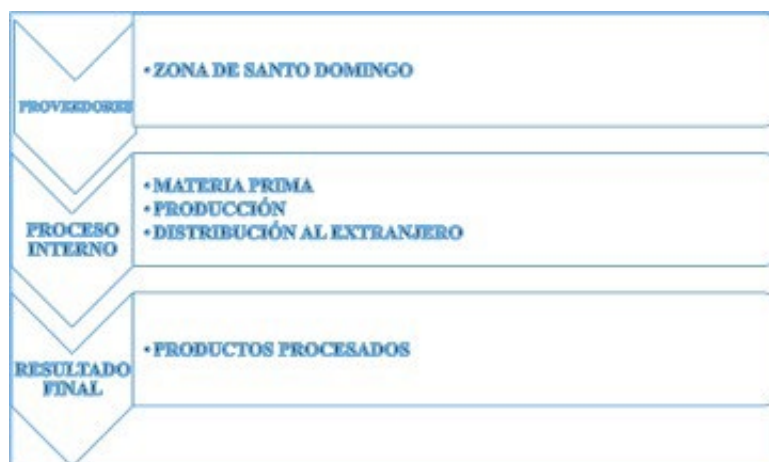 PROVEEDORES
• ZONA DE SANTO DOMINGO
PROCESO
INTERNO
• MATERIA PRIMA
• PRODUCCIÓN
• DISTRIBUCIÓN AL EXTRANJERO
RESULTADO
FINAL
• PRODUCTOS PROCESADOS